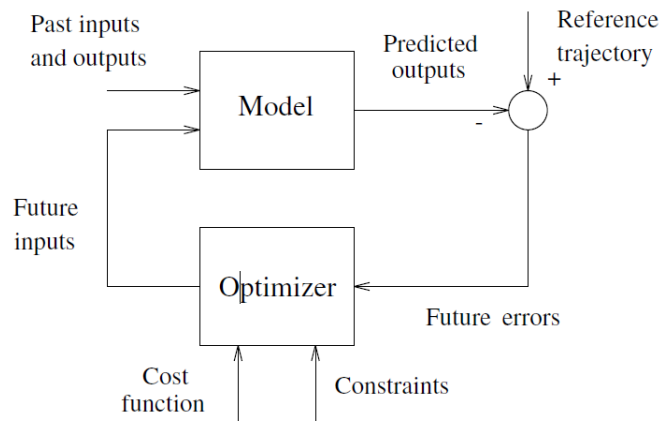 Past inputs
and outputs
Model
Predicted
outputs
Reference
trajectory
+
-
Future
inputs
Optimizer
Future errors
Cost
function
Constraints